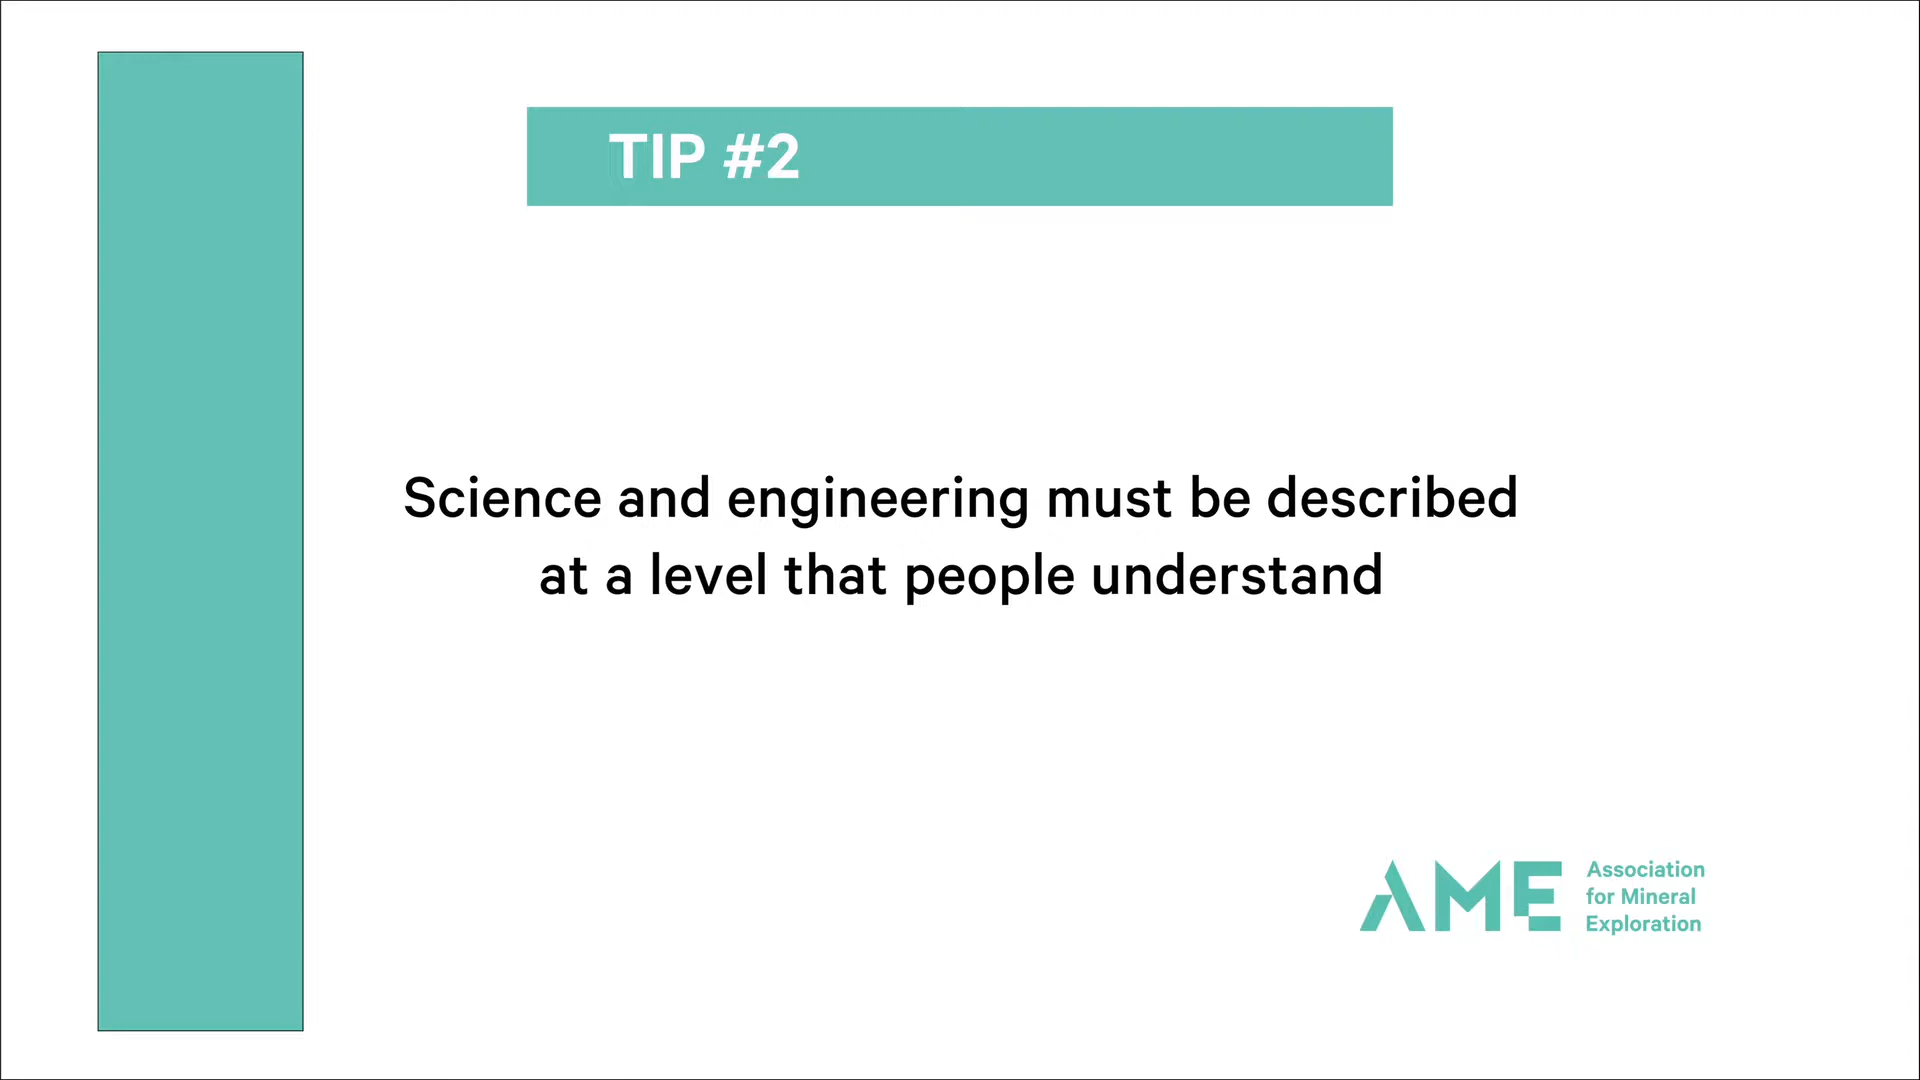 TIP #2
Science and engineering must be described
at a level that people understand
AME
Association
for Mineral
Exploration